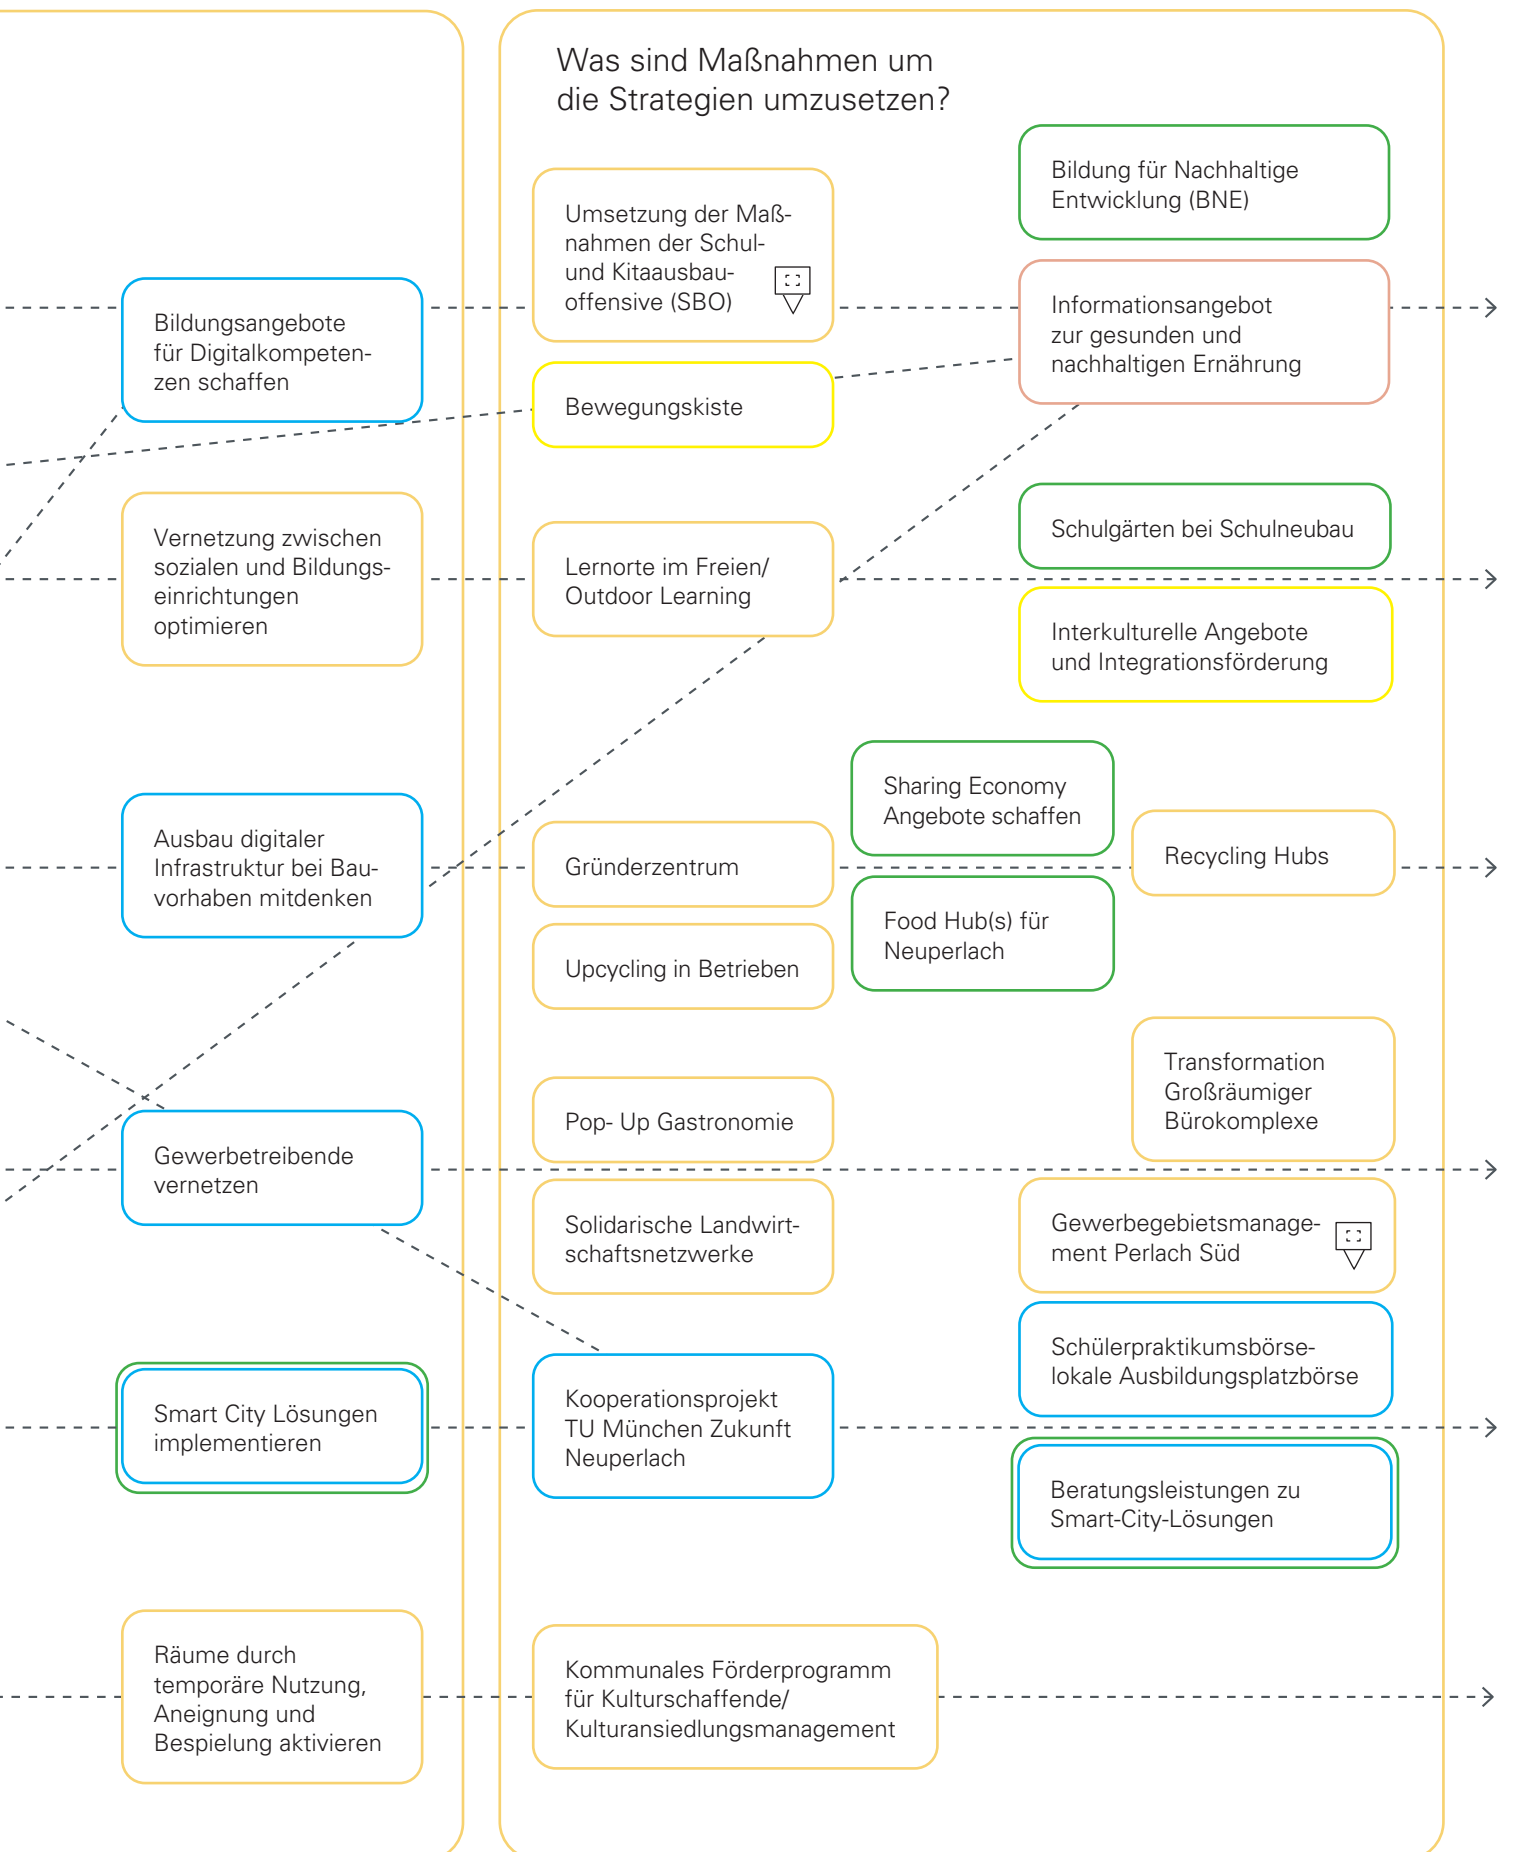 Bildungsangebote
für Digitalkompeten-
zen schaffen
Vernetzung zwischen
sozialen und Bildungs-
einrichtungen
optimieren
Ausbau digitaler
Infrastruktur bei Bau-
vorhaben mitdenken
Gewerbetreibende
vernetzen
Smart City Lösungen
implementieren
Räume durch
temporäre Nutzung,
Aneignung und
Bespielung aktivieren
Was sind Maßnahmen um
die Strategien umzusetzen?
Umsetzung der Maß-
nahmen der Schul-
und Kitaausbau-
offensive (SBO)
Bildung für Nachhaltige
Entwicklung (BNE)
Informationsangebot
zur gesunden und
nachhaltigen Ernährung
Bewegungskiste
Lernorte im Freien/
Outdoor Learning
Schulgärten bei Schulneubau
Interkulturelle Angebote
und Integrationsförderung
Sharing Economy
Angebote schaffen
Gründerzentrum
Recycling Hubs
Food Hub(s) für
Neuperlach
Upcycling in Betrieben
Transformation
Großräumiger
Bürokomplexe
Pop- Up Gastronomie
Solidarische Landwirt-
schaftsnetzwerke
Gewerbegebietsmanage-
ment Perlach Süd
Schülerpraktikumsbörse-
lokale Ausbildungsplatzbörse
Kooperationsprojekt
TU München Zukunft
Neuperlach
Beratungsleistungen zu
Smart-City-Lösungen
Kommunales Förderprogramm
für Kulturschaffende/
Kulturansiedlungsmanagement